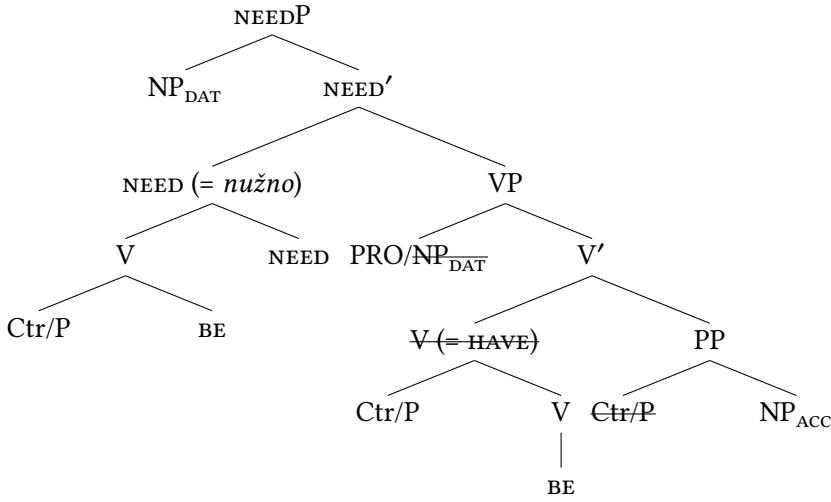 NEEDP
NP_DAT NEED′
NEED (= nužno) VP
V NEED PRO/NP_DAT V′
Ctr/P BE V (= HAVE) PP
Ctr/P V Ctr/P NP_ACC
BE